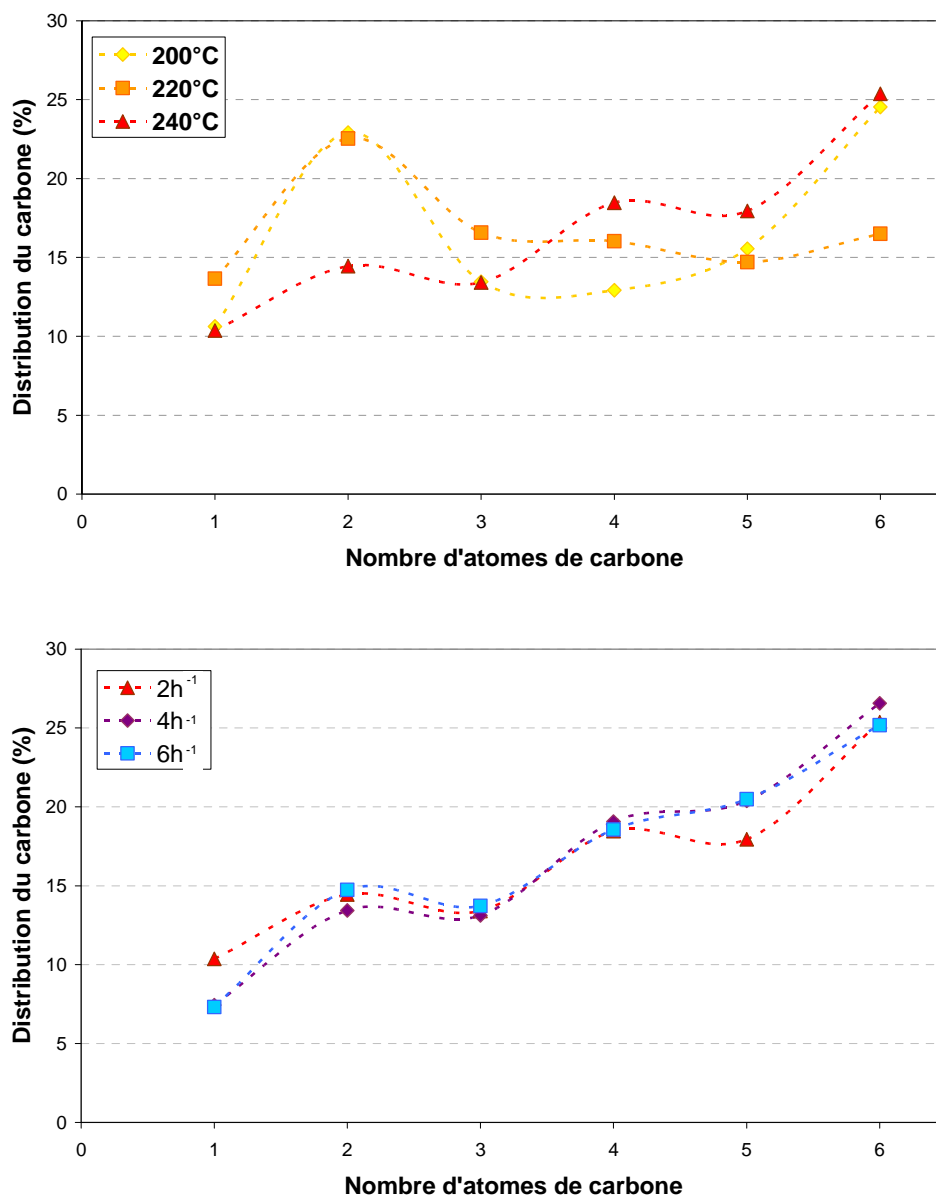 30
25
20
15
10
5
0
Distribution du carbone (%)
200°C
220°C
240°C
0 1 2 3 4 5 6
Nombre d'atomes de carbone
30
25
20
15
10
5
0
Distribution du carbone (%)
2h⁻¹
4h⁻¹
6h⁻¹
0 1 2 3 4 5 6
Nombre d'atomes de carbone